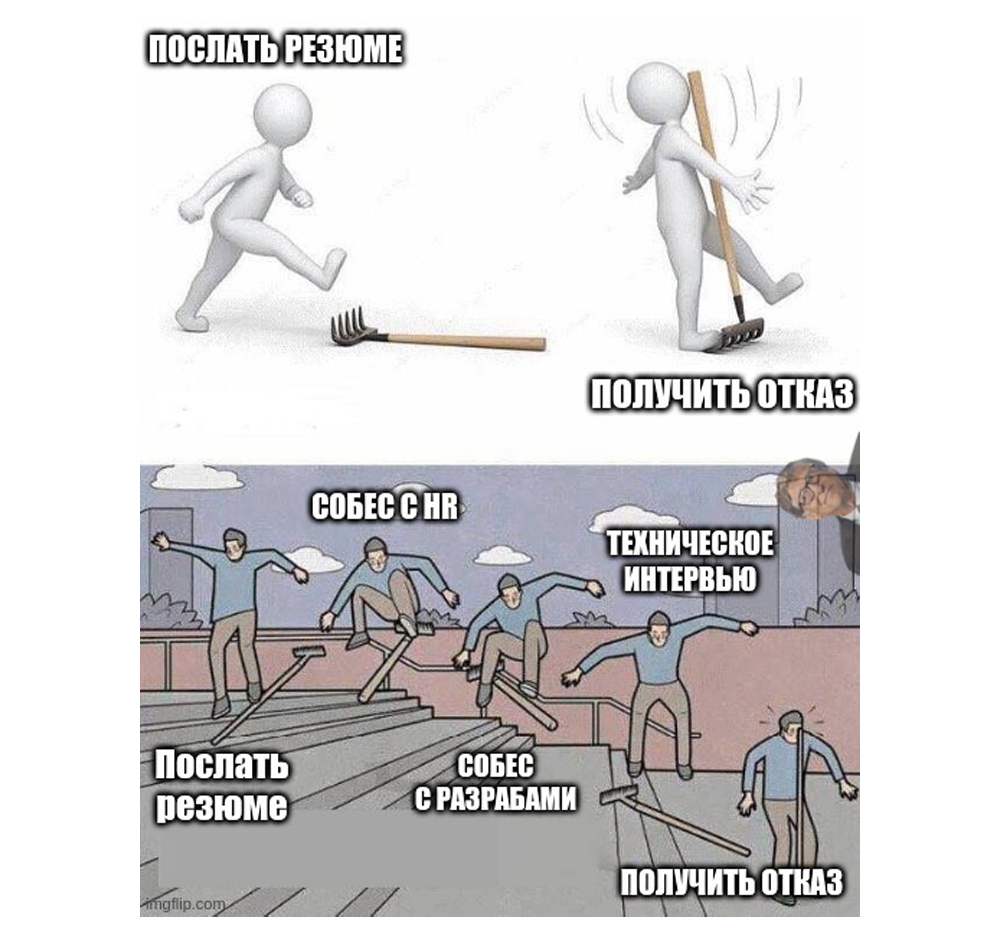 ПОСЛАТЬ РЕЗЮМЕ
ПОЛУЧИТЬ ОТКАЗ
СОБЕС С HR
ТЕХНИЧЕСКОЕ
ИНТЕРВЬЮ
Послать
резюме
СОБЕС
С РАЗРАБАМИ
ПОЛУЧИТЬ ОТКАЗ
imgflip.com